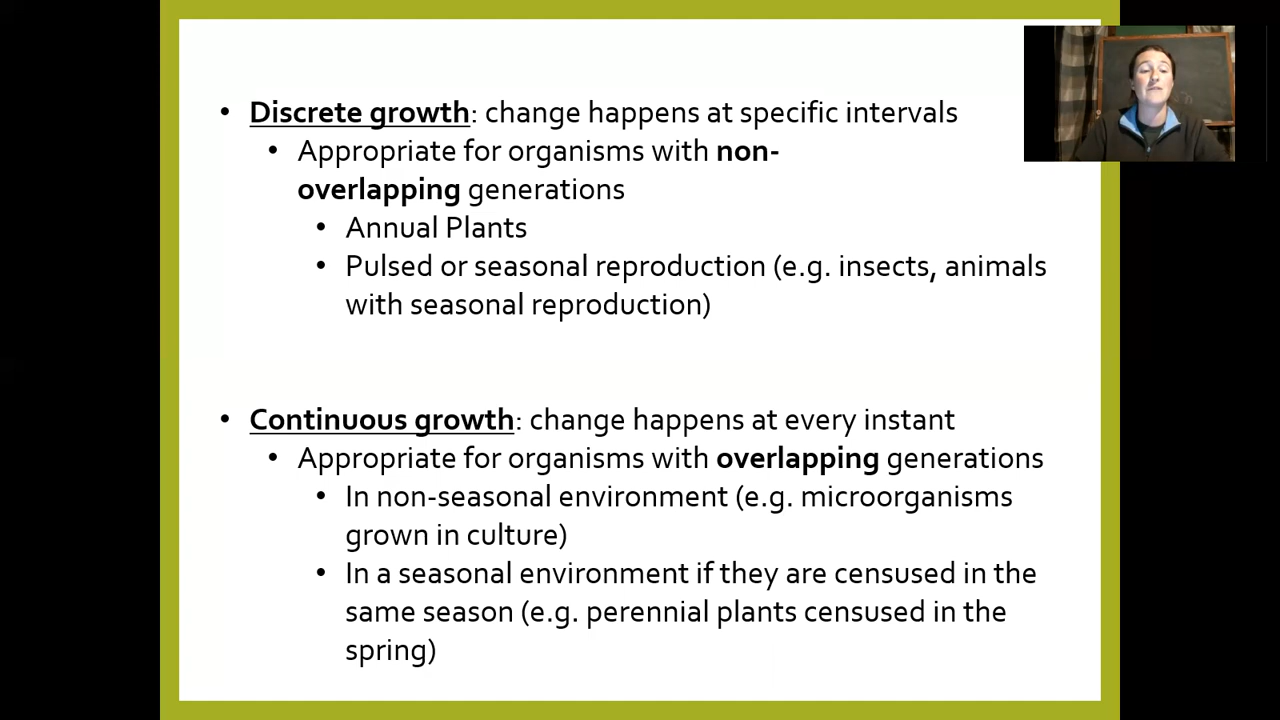 • Discrete growth: change happens at specific intervals
• Appropriate for organisms with non-
overlapping generations
• Annual Plants
• Pulsed or seasonal reproduction (e.g. insects, animals
with seasonal reproduction)
• Continuous growth: change happens at every instant
• Appropriate for organisms with overlapping generations
• In non-seasonal environment (e.g. microorganisms
grown in culture)
• In a seasonal environment if they are censused in the
same season (e.g. perennial plants censused in the
spring)